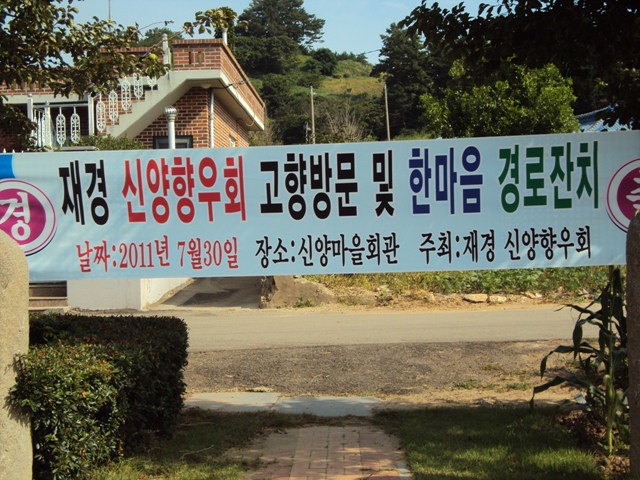 경 재경 신양향우회 고향방문 및 한마음 경로잔치 축
날짜:2011년 7월30일 장소:신양마을회관 주최:재경 신양향우회